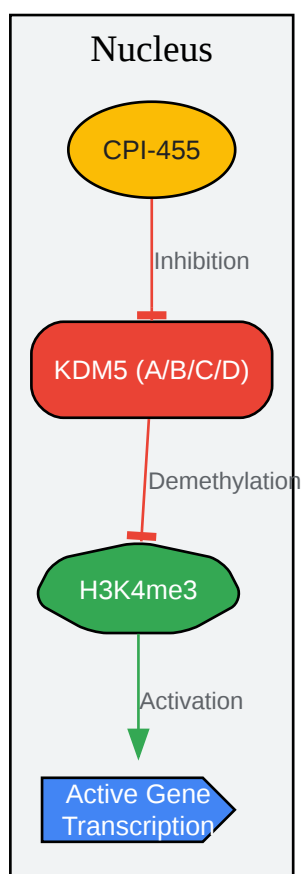 Nucleus
CPI-455
Inhibition
KDM5 (A/B/C/D)
Demethylation
H3K4me3
Activation
Active Gene
Transcription